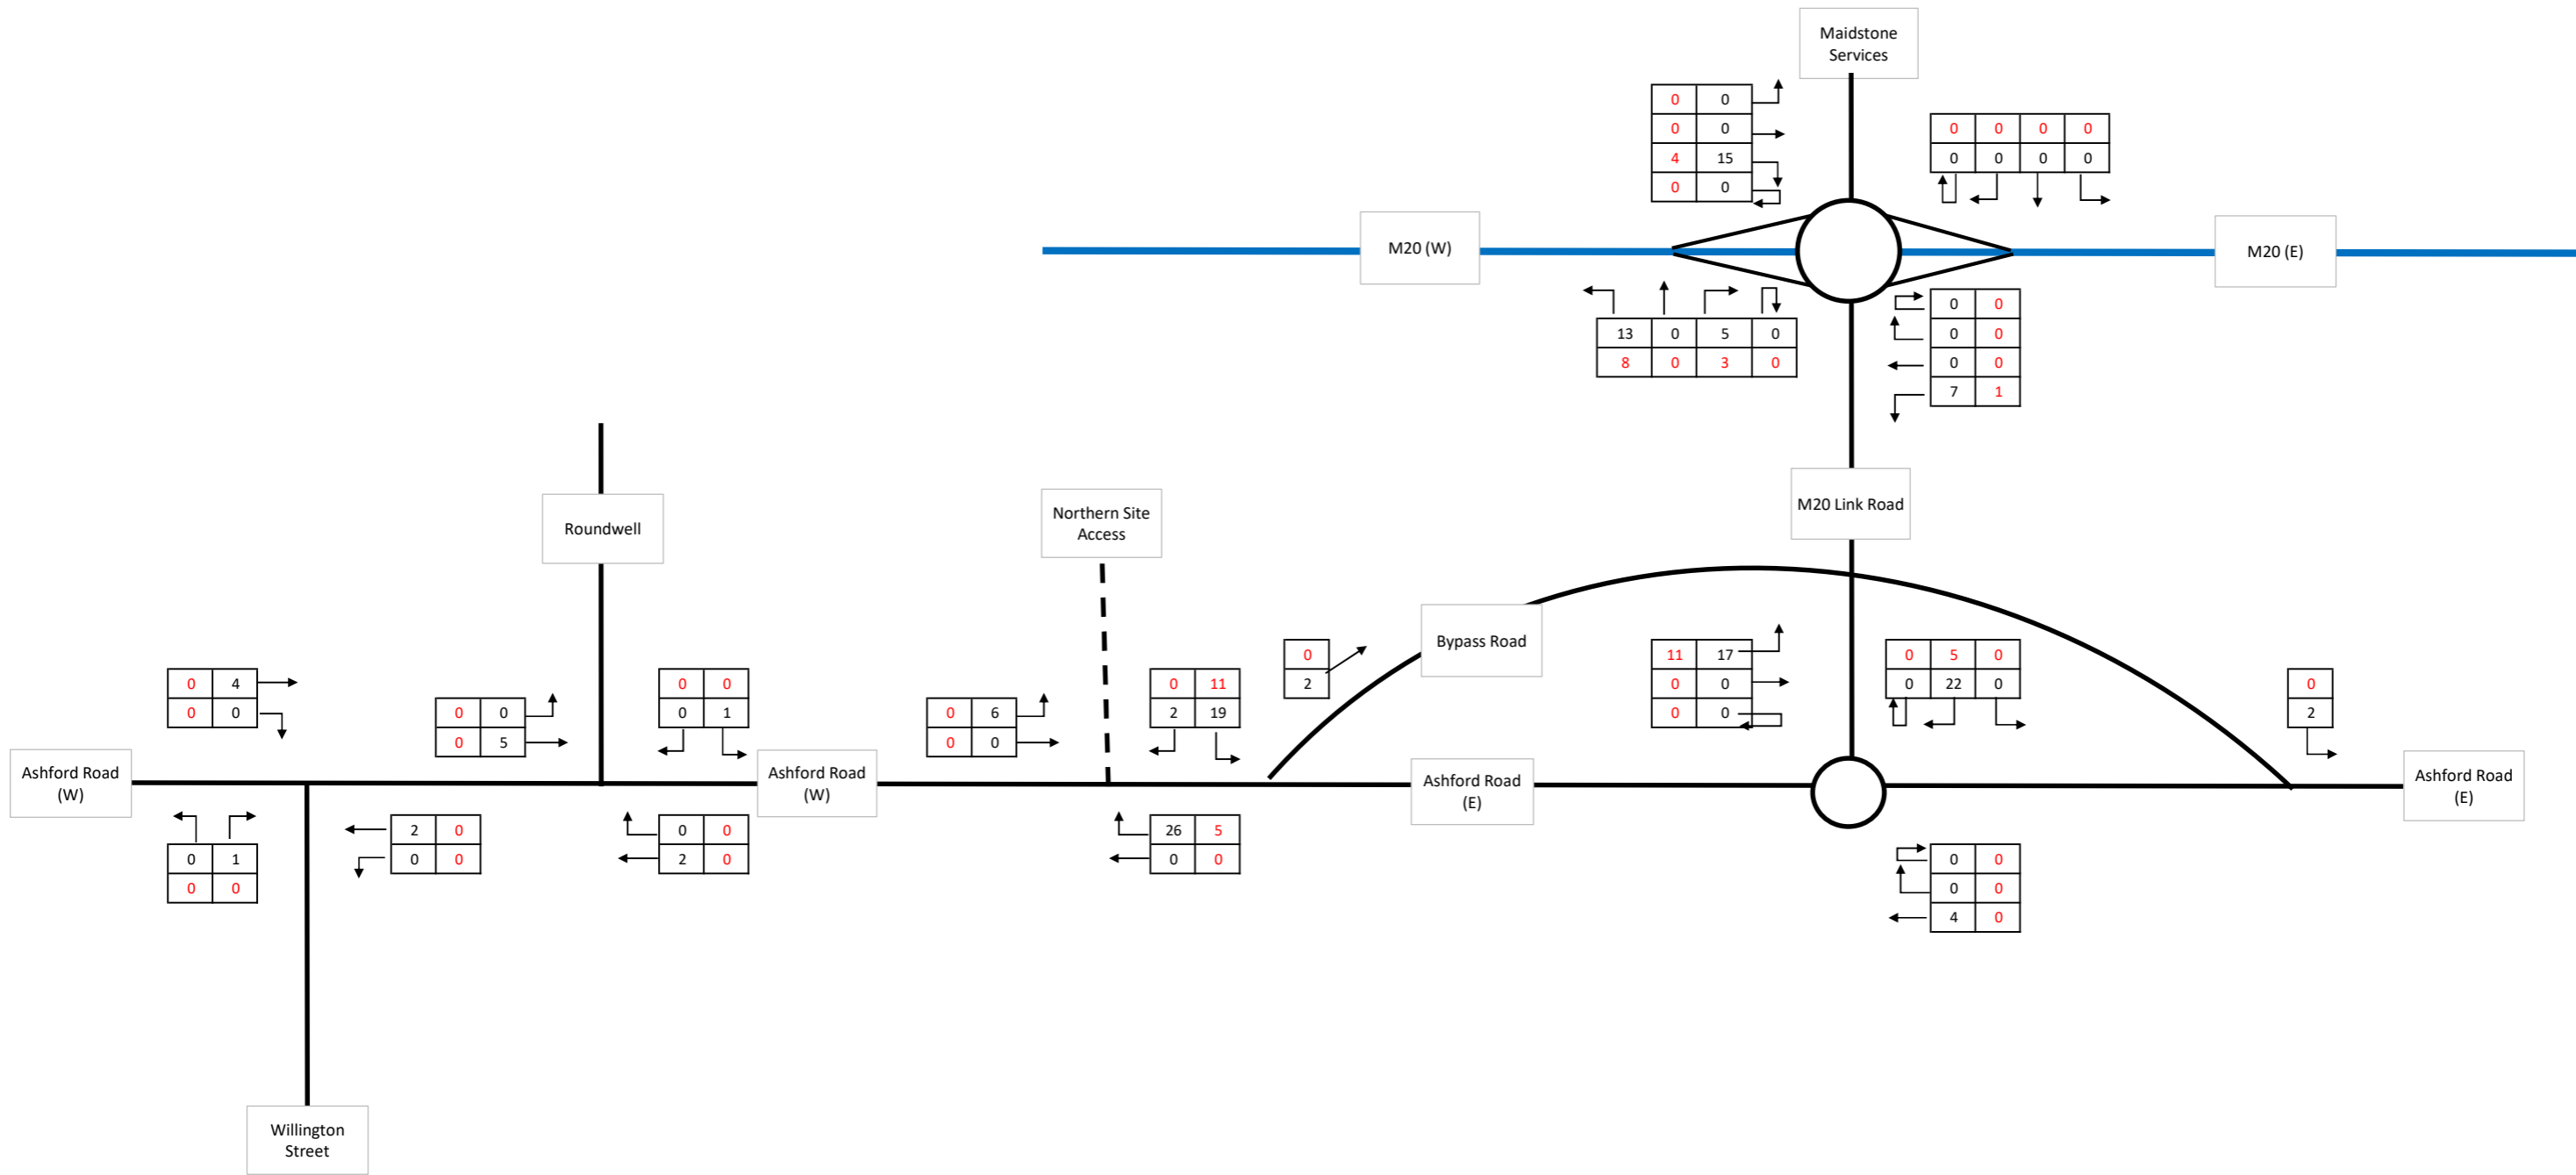 Maidstone
Services
0 0
0 0
4 15
0 0
0 0 0 0
0 0 0 0
M20 (W)
M20 (E)
13 0 5 0
8 0 3 0
0 0
0 0
0 0
7 1
Roundwell
Northern Site
Access
M20 Link Road
Bypass Road
0 4
0 0
0 0
0 5
0 0
0 1
0 6
0 0
0 11
2 19
0
2
11 17
0 0
0 0
0 5 0
0 22 0
0
2
Ashford Road
(W)
Ashford Road
(W)
Ashford Road
(E)
Ashford Road
(E)
0 1
0 0
2 0
0 0
0 0
2 0
26 5
0 0
0 0
0 0
4 0
Willington
Street